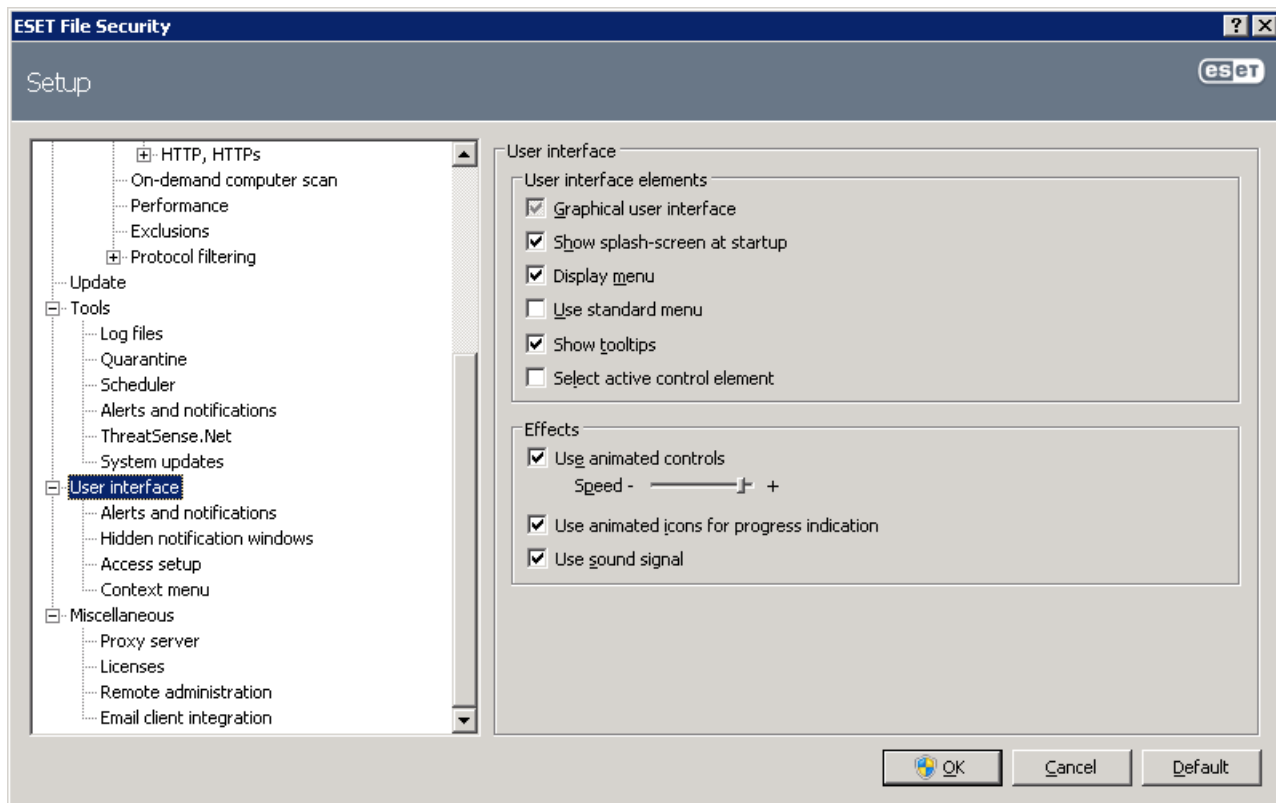 ESET File Security
Setup
eset
HTTP, HTTPs
On-demand computer scan
Performance
Exclusions
Protocol filtering
Update
Tools
Log files
Quarantine
Scheduler
Alerts and notifications
ThreatSense.Net
System updates
User interface
Alerts and notifications
Hidden notification windows
Access setup
Context menu
Miscellaneous
Proxy server
Licenses
Remote administration
Email client integration
User interface
User interface elements
Graphical user interface
Show splash-screen at startup
Display menu
Use standard menu
Show tooltips
Select active control element
Effects
Use animated controls
Speed - +
Use animated icons for progress indication
Use sound signal
OK Cancel Default